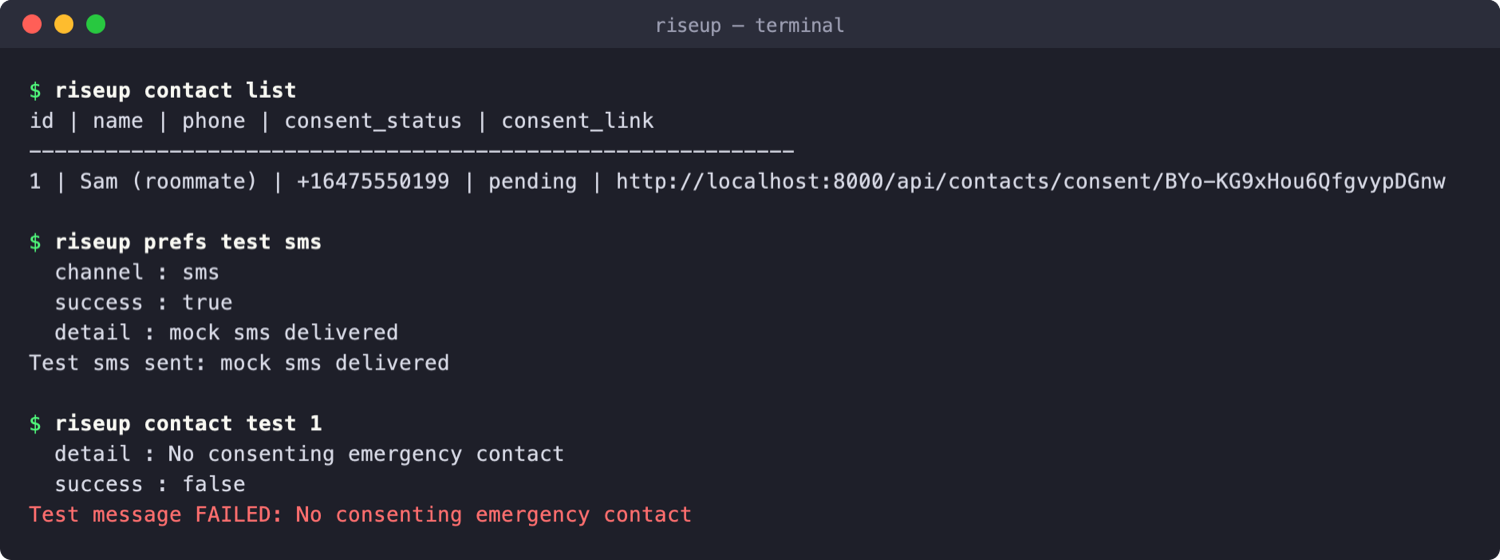 riseup — terminal
$ riseup contact list
id | name | phone | consent_status | consent_link
------------------------------------------------------------
1 | Sam (roommate) | +16475550199 | pending | http://localhost:8000/api/contacts/consent/BYo-KG9xHou6QfgvypDGnw
$ riseup prefs test sms
channel : sms
success : true
detail : mock sms delivered
Test sms sent: mock sms delivered
$ riseup contact test 1
detail : No consenting emergency contact
success : false
Test message FAILED: No consenting emergency contact